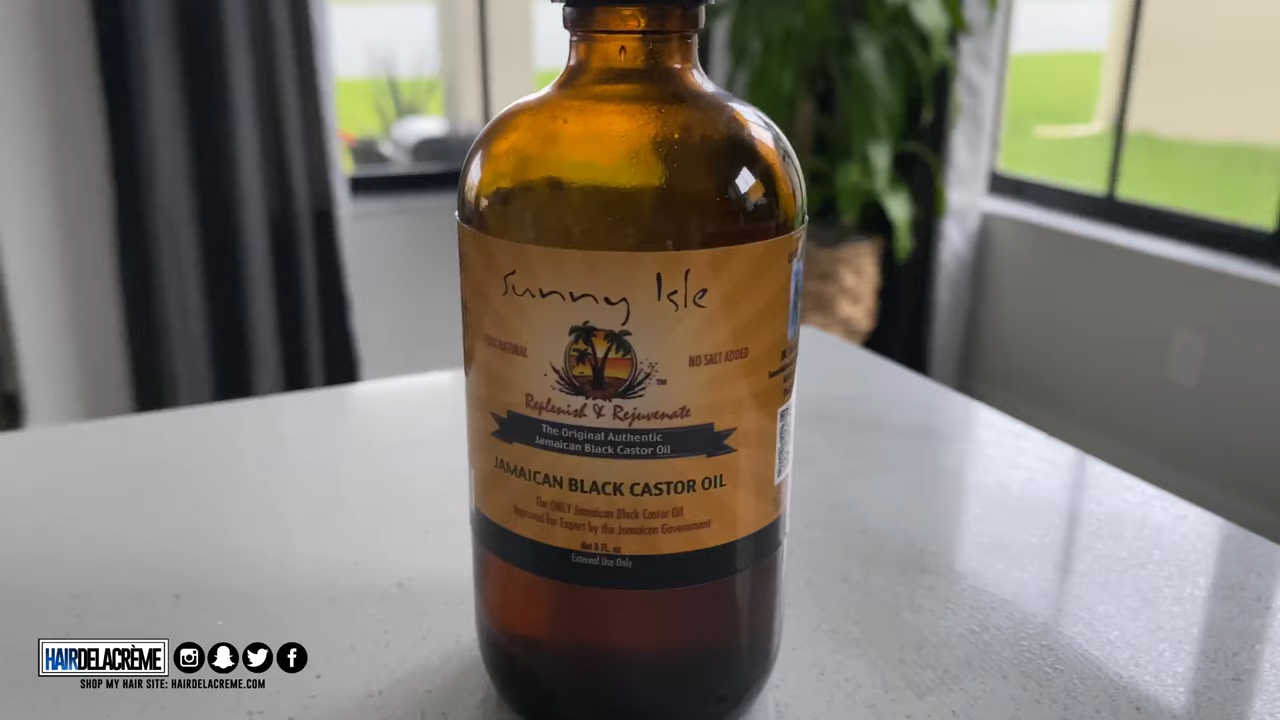 Sunny Isle
NATURAL
NO SALT ADDED
TM
Replenish & Rejuvenate
The Original Authentic
Jamaican Black Castor Oil
JAMAICAN BLACK CASTOR OIL
The ONLY Jamaican Black Castor Oil
Approved for Export by the Jamaican Government
Net 8 FL. oz
External Use Only
HAIRDELACRÈME
SHOP MY HAIR SITE: HAIRDELACREME.COM